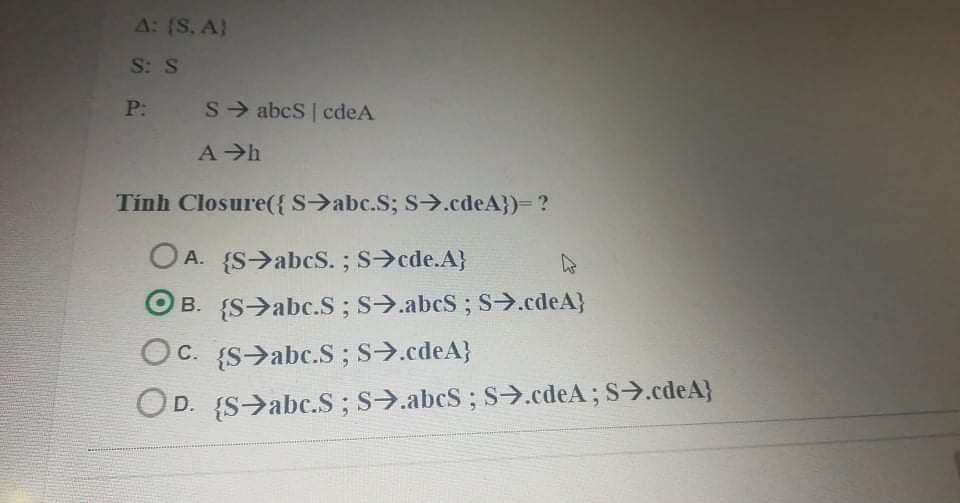 Δ: {S, A}
S: S
P: S → abcS | cdeA
A →h
Tính Closure({ S→abc.S; S→.cdeA})= ?
A. {S→abcS. ; S→cde.A}
B. {S→abc.S ; S→.abcS ; S→.cdeA}
C. {S→abc.S ; S→.cdeA}
D. {S→abc.S ; S→.abcS ; S→.cdeA ; S→.cdeA}